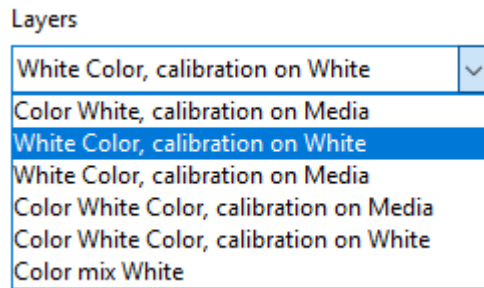 Layers
White Color, calibration on White
Color White, calibration on Media
White Color, calibration on White
White Color, calibration on Media
Color White Color, calibration on Media
Color White Color, calibration on White
Color mix White